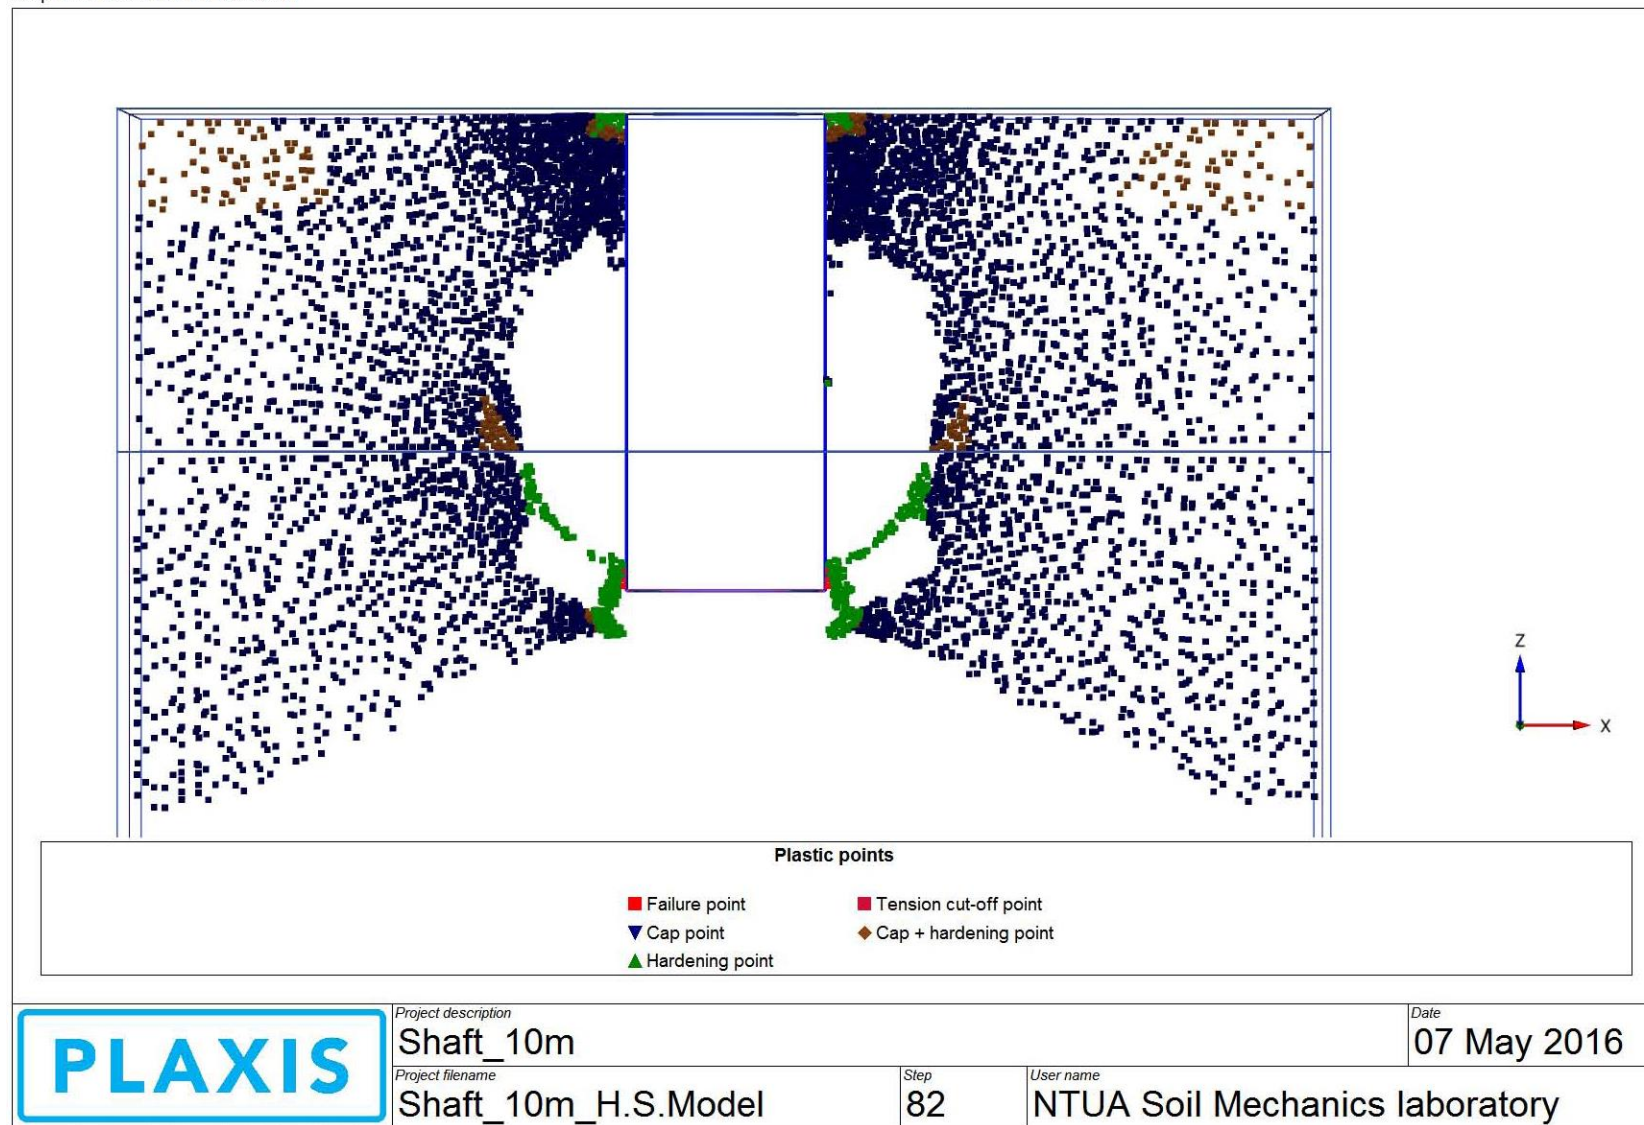 Z
X
Plastic points
Failure point
Tension cut-off point
Cap point
Cap + hardening point
Hardening point
PLAXIS
Project description
Shaft_10m
Date
07 May 2016
Project filename
Shaft_10m_H.S.Model
Step
82
User name
NTUA Soil Mechanics laboratory